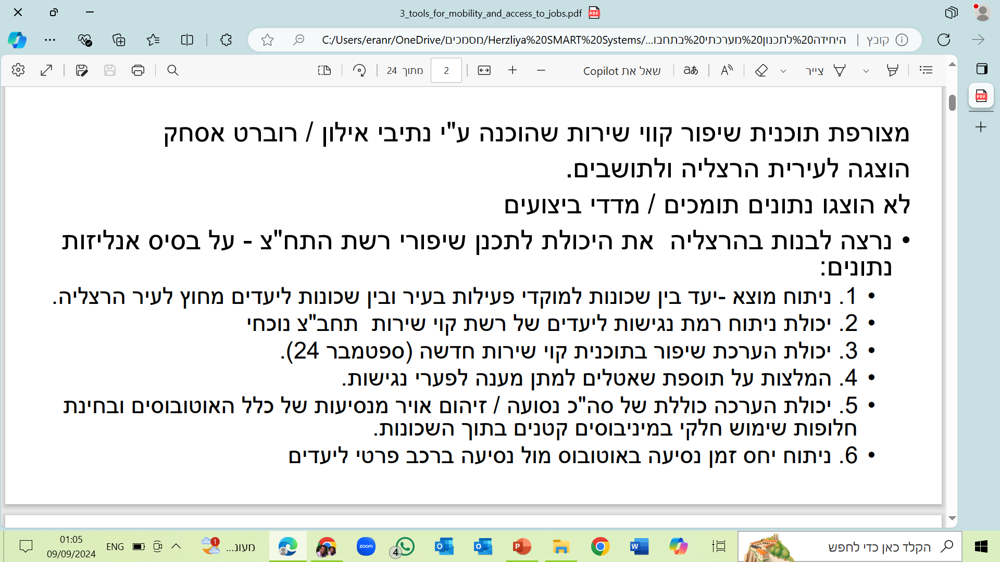 3_tools_for_mobility_and_access_to_jobs.pdf
קובץ
C:/Users/eranr/OneDrive/מסמכים/Herzliya%20SMART%20Systems/...היחידה%20לתכנון%20מערכתי%20בתחבו
צייר
שאל את Copilot
2
מתוך 24
מצורפת תוכנית שיפור קווי שירות שהוכנה ע"י נתיבי אילון / רוברט אסחק
הוצגה לעירית הרצליה ולתושבים.
לא הוצגו נתונים תומכים / מדדי ביצועים
• נרצה לבנות בהרצליה את היכולת לתכנן שיפורי רשת התח"צ - על בסיס אנליזות
נתונים:
• 1. ניתוח מוצא -יעד בין שכונות למוקדי פעילות בעיר ובין שכונות ליעדים מחוץ לעיר הרצליה.
• 2. יכולת ניתוח רמת נגישות ליעדים של רשת קוי שירות תחב"צ נוכחי
• 3. יכולת הערכת שיפור בתוכנית קוי שירות חדשה (ספטמבר 24).
• 4. המלצות על תוספת שאטלים למתן מענה לפערי נגישות.
• 5. יכולת הערכה כוללת של סה"כ נסועה / זיהום אויר מנסיעות של כלל האוטובוסים ובחינת
חלופות שימוש חלקי במיניבוסים קטנים בתוך השכונות.
• 6. ניתוח יחס זמן נסיעה באוטובוס מול נסיעה ברכב פרטי ליעדים
הקלד כאן כדי לחפש
zoom
4
מעונ...
1
ENG
01:05
09/09/2024